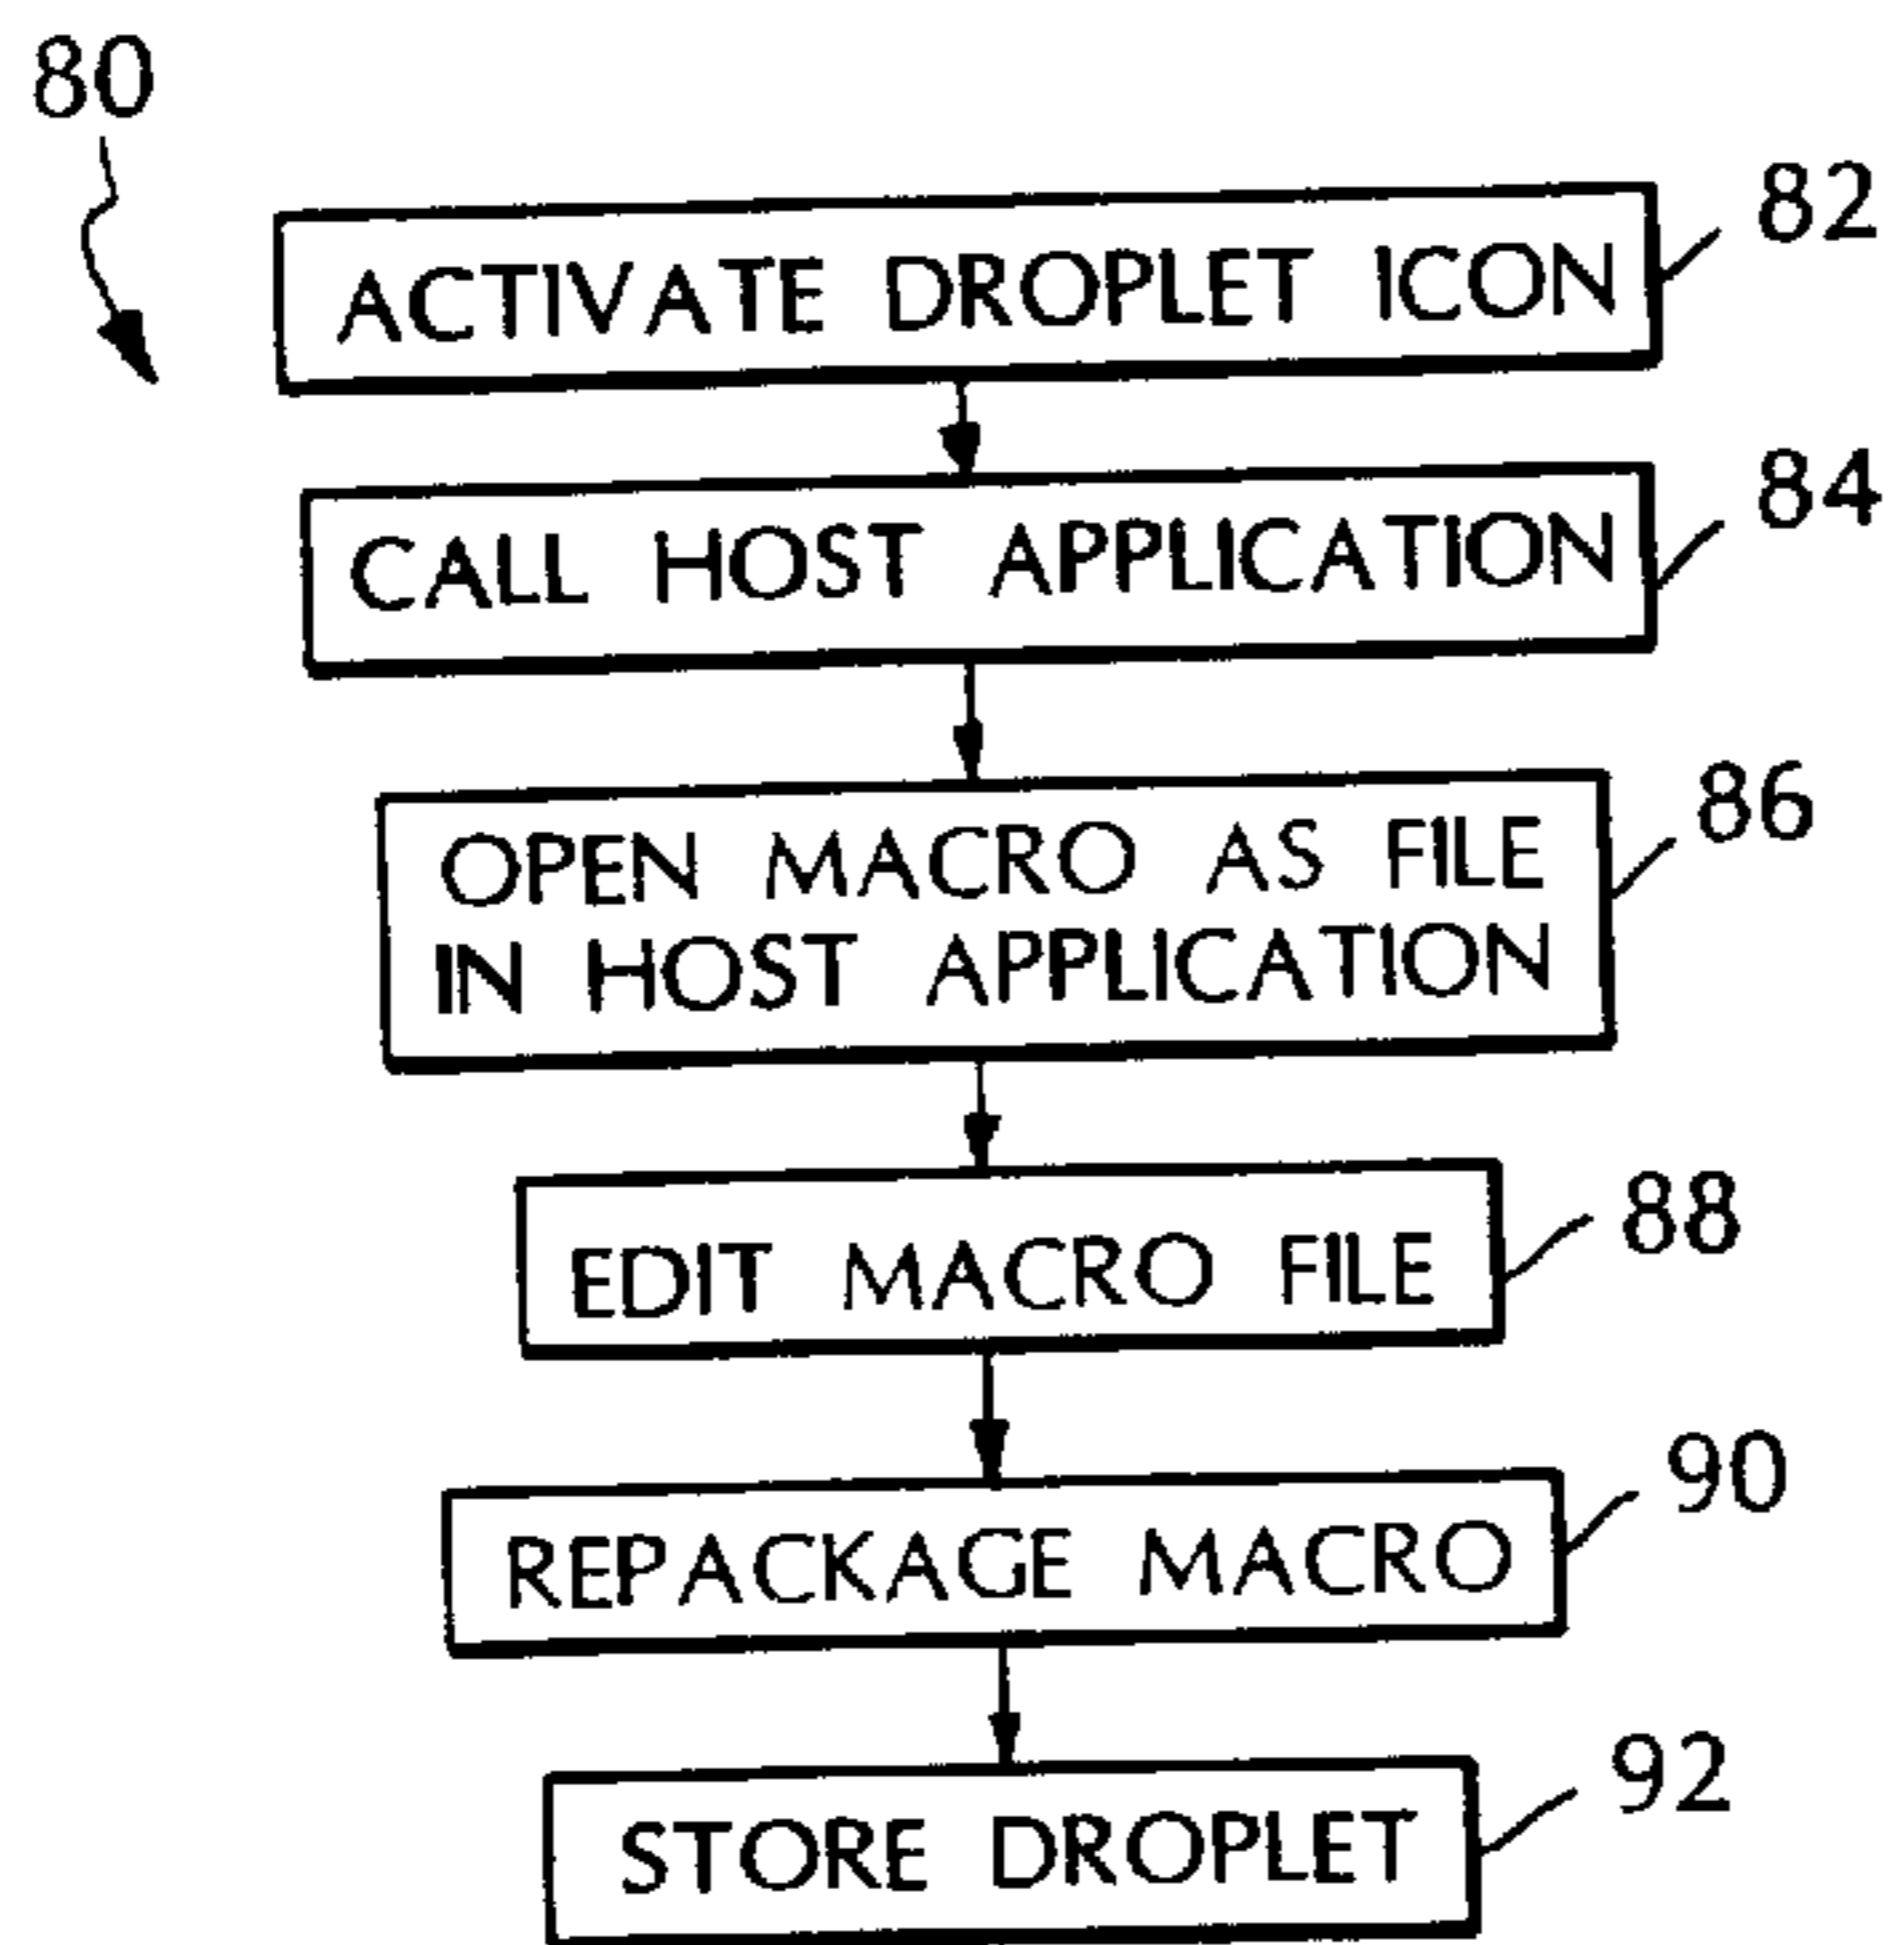 80
ACTIVATE DROPLET ICON
82
CALL HOST APPLICATION
84
OPEN MACRO AS FILE
IN HOST APPLICATION
86
EDIT MACRO FILE
88
REPACKAGE MACRO
90
STORE DROPLET
92